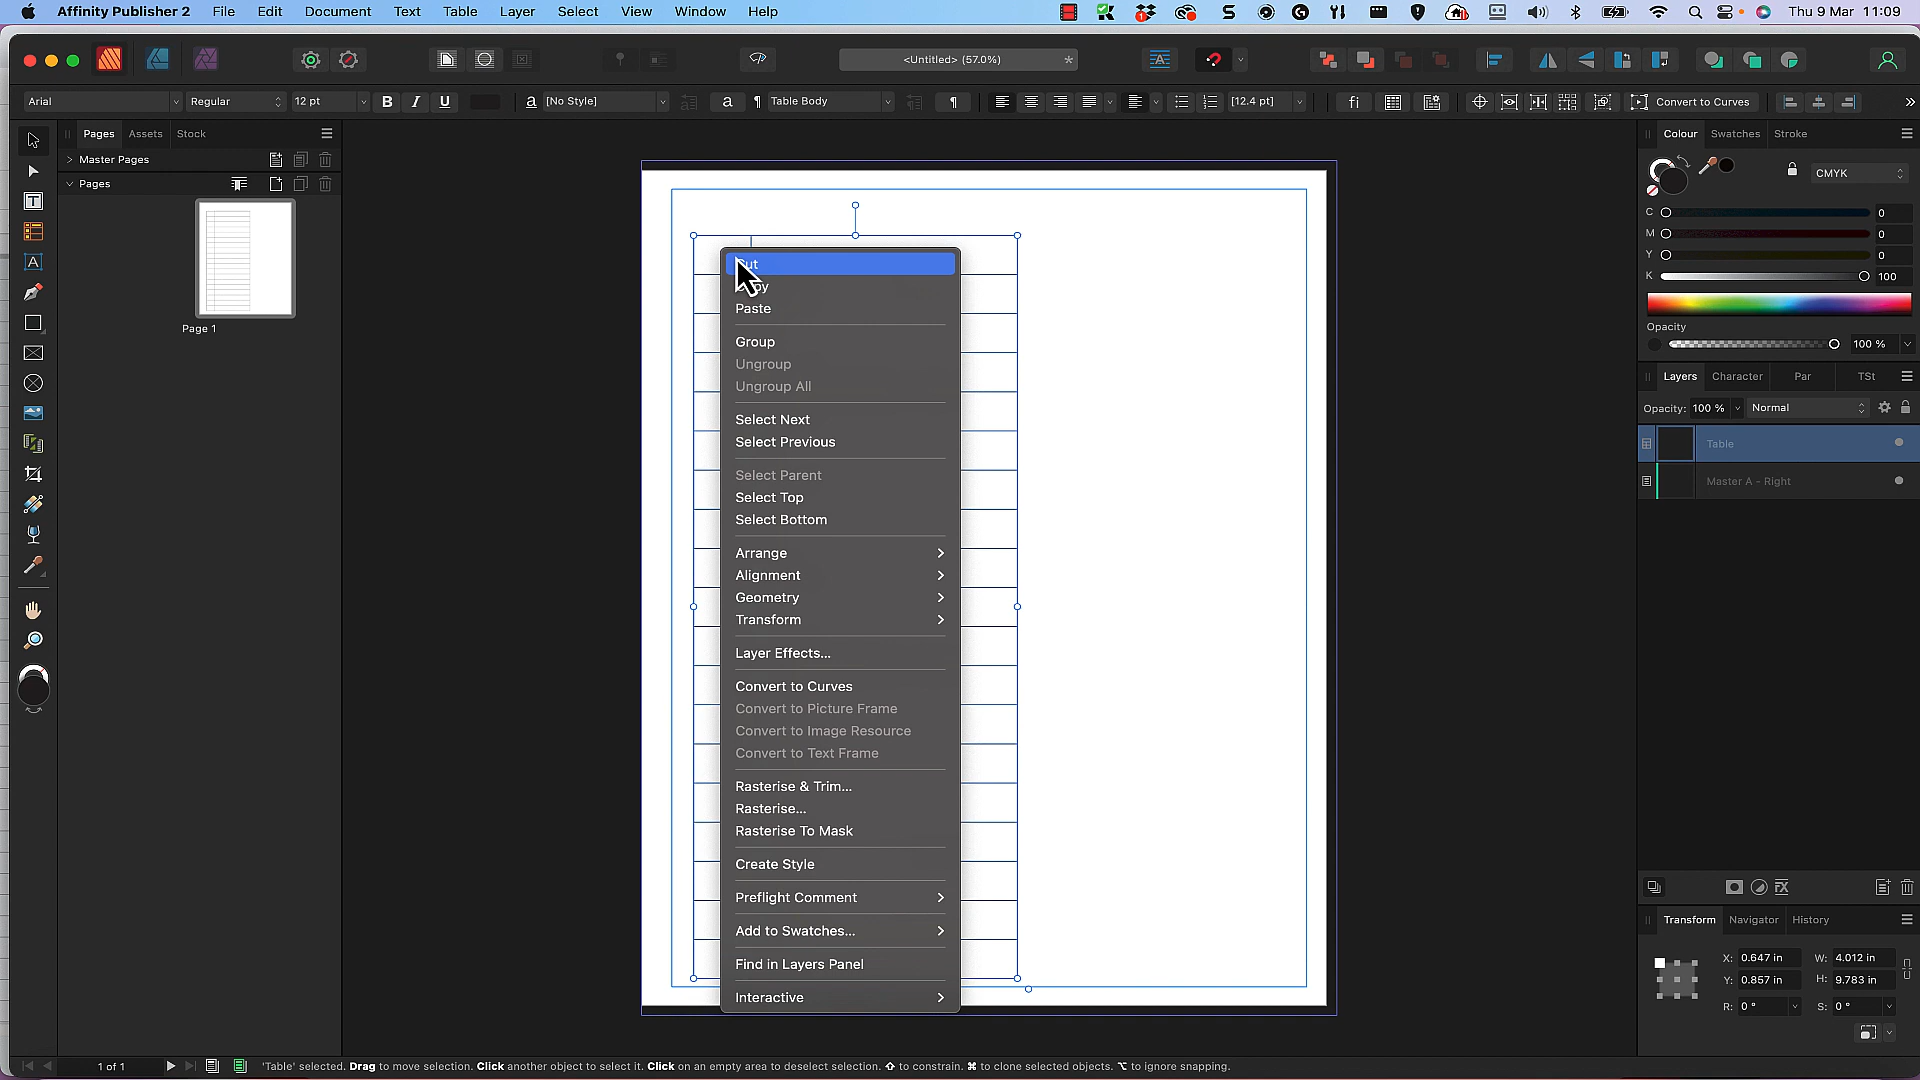 Affinity Publisher 2 File Edit Document Text Table Layer Select View Window Help Thu 9 Mar 11:09
<Untitled> (57.0%) *
Arial Regular 12 pt B I U a [No Style] a ¶ Table Body ¶ [12.4 pt] fi Convert to Curves
Pages Assets Stock
Master Pages
Pages
Page 1
Cut
Copy
Paste
Group
Ungroup
Ungroup All
Select Next
Select Previous
Select Parent
Select Top
Select Bottom
Arrange
Alignment
Geometry
Transform
Layer Effects...
Convert to Curves
Convert to Picture Frame
Convert to Image Resource
Convert to Text Frame
Rasterise & Trim...
Rasterise...
Rasterise To Mask
Create Style
Preflight Comment
Add to Swatches...
Find in Layers Panel
Interactive
Colour Swatches Stroke
CMYK
C 0
M 0
Y 0
K 100
Opacity
100 %
Layers Character Par TSt
Opacity: 100 % Normal
Table
Master A - Right
Transform Navigator History
X: 0.647 in W: 4.012 in
Y: 0.857 in H: 9.783 in
R: 0 ° S: 0 °
1 of 1 'Table' selected. Drag to move selection. Click another object to select it. Click on an empty area to deselect selection. ⇧ to constrain. ⌘ to clone selected objects. ⌥ to ignore snapping.